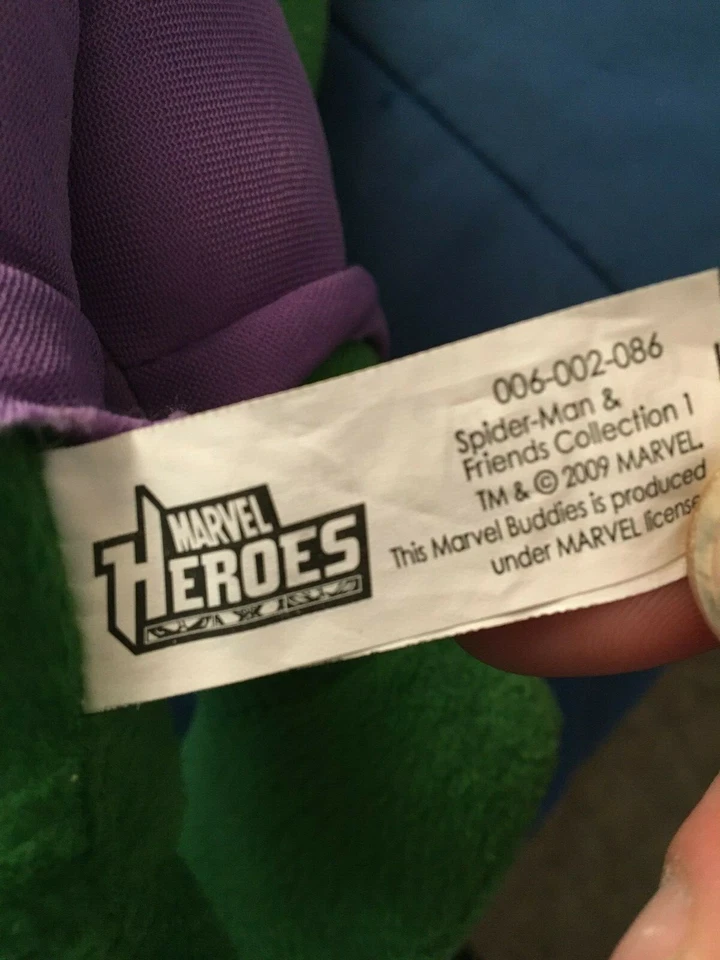 MARVEL
HEROES
006-002-086
Spider-Man &
Friends Collection 1
TM & © 2009 MARVEL.
This Marvel Buddies is produced
under MARVEL license